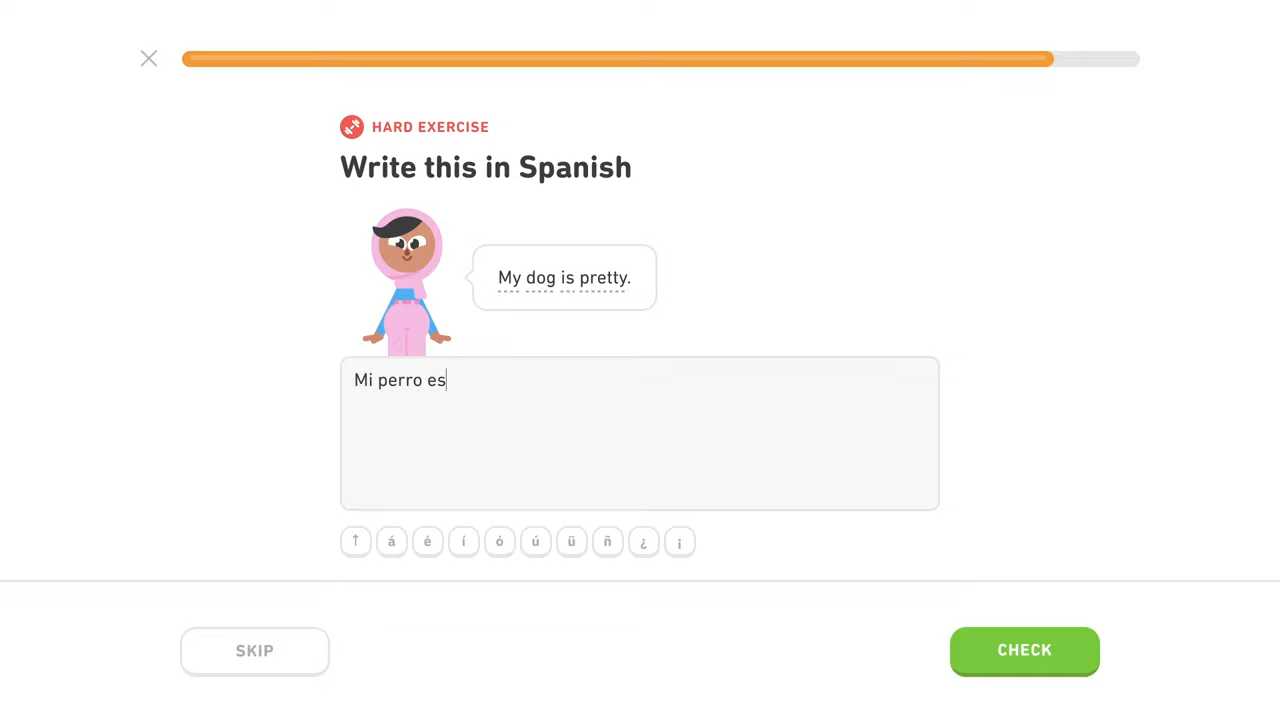 HARD EXERCISE
Write this in Spanish
My dog is pretty.
Mi perro es
↑ á é í ó ú ü ñ ¿ ¡
SKIP
CHECK